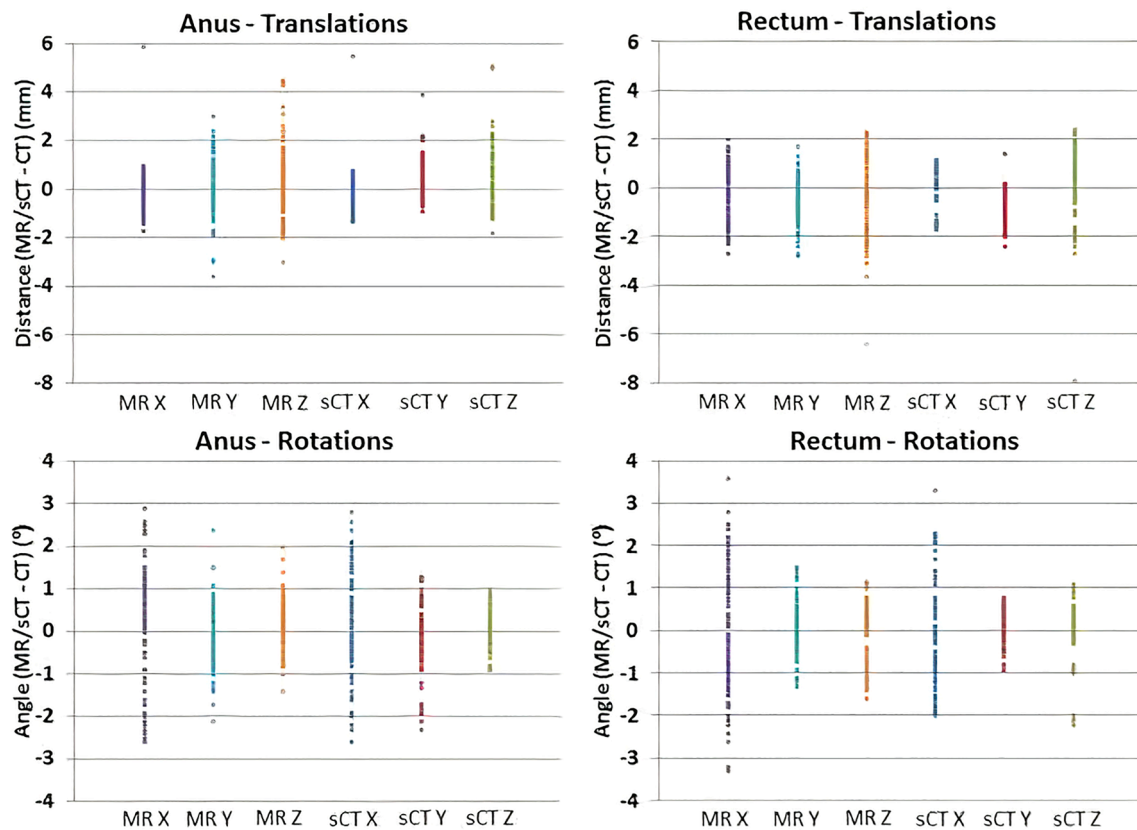 Anus - Translations
Distance (MR/sCT - CT) (mm)
6
4
2
0
-2
-4
-6
-8
MR X MR Y MR Z sCT X sCT Y sCT Z
Rectum - Translations
Distance (MR/sCT - CT) (mm)
6
4
2
0
-2
-4
-6
-8
MR X MR Y MR Z sCT X sCT Y sCT Z
Anus - Rotations
Angle (MR/sCT - CT) (º)
4
3
2
1
0
-1
-2
-3
-4
MR X MR Y MR Z sCT X sCT Y sCT Z
Rectum - Rotations
Angle (MR/sCT - CT) (º)
4
3
2
1
0
-1
-2
-3
-4
MR X MR Y MR Z sCT X sCT Y sCT Z